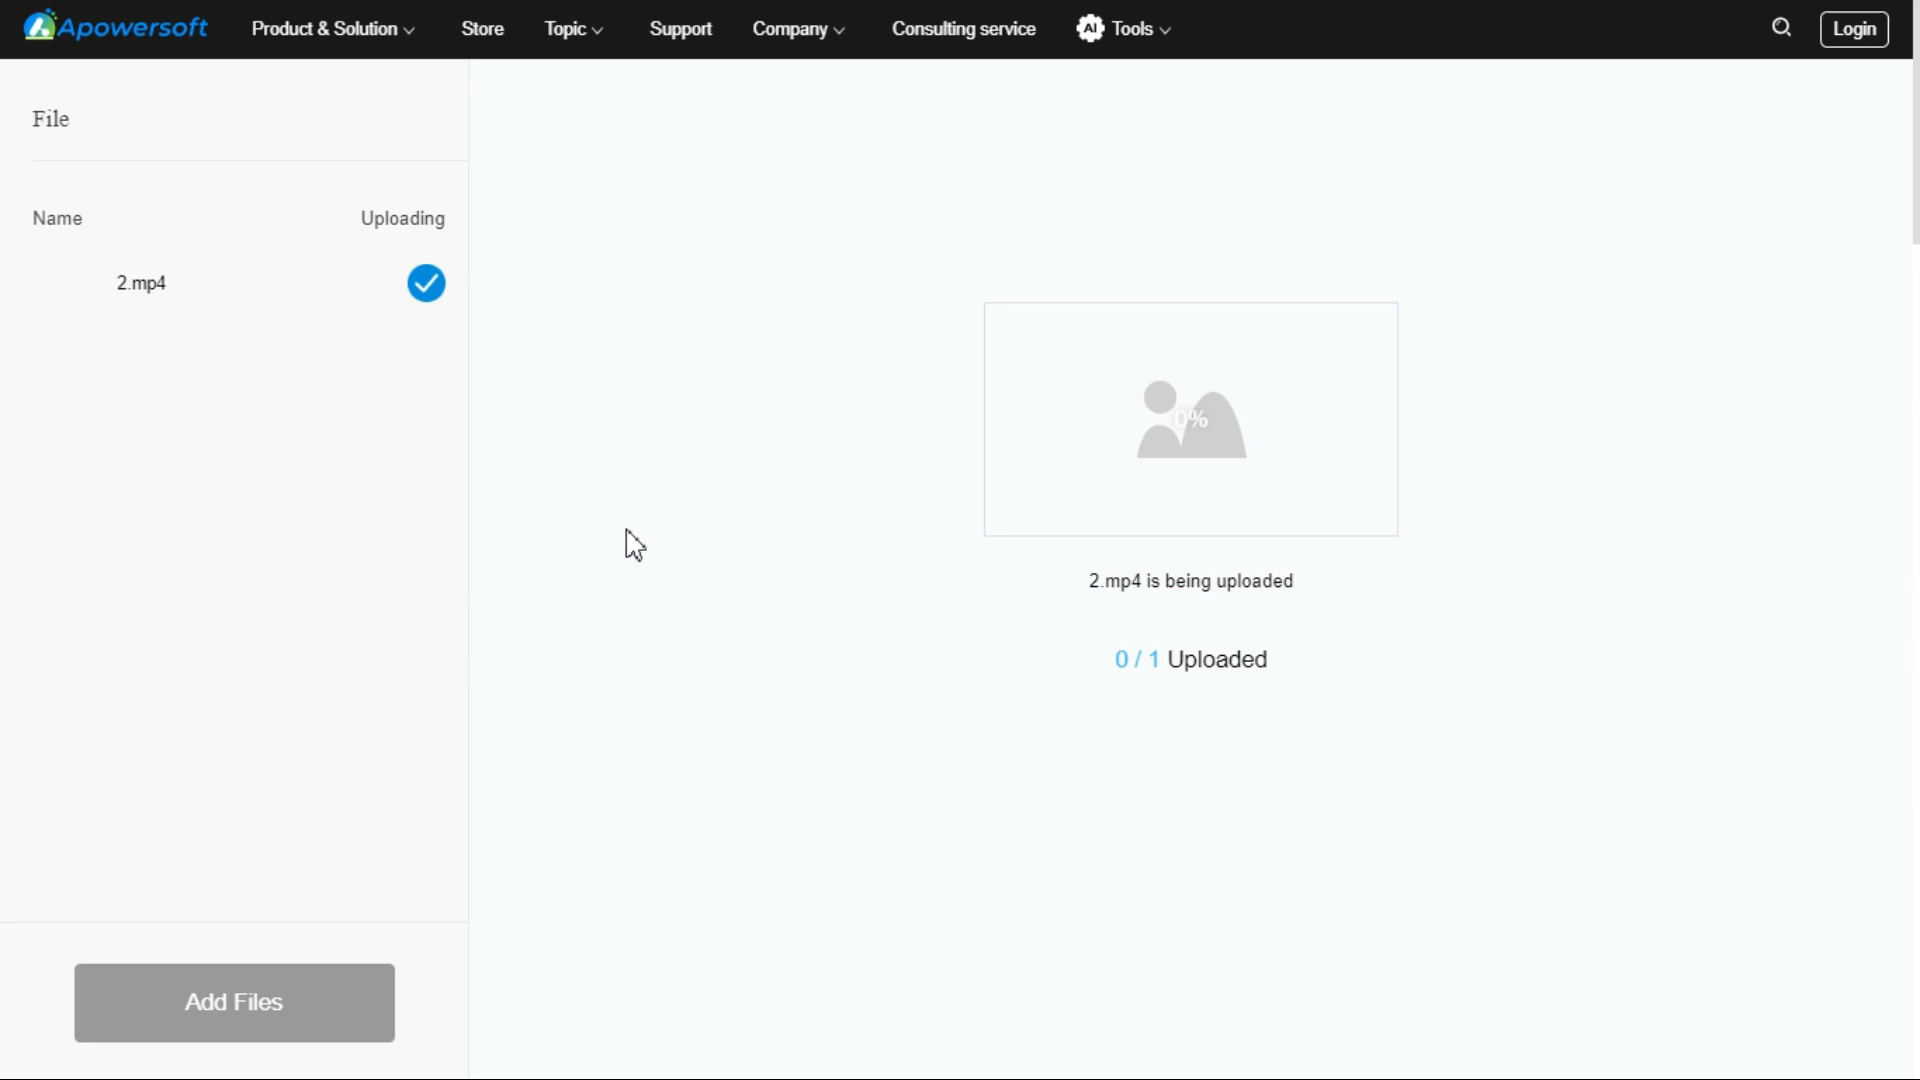 Apowersoft Product & Solution Store Topic Support Company Consulting service AI Tools Login
File
Name Uploading
2.mp4
0%
2.mp4 is being uploaded
0 / 1 Uploaded
Add Files